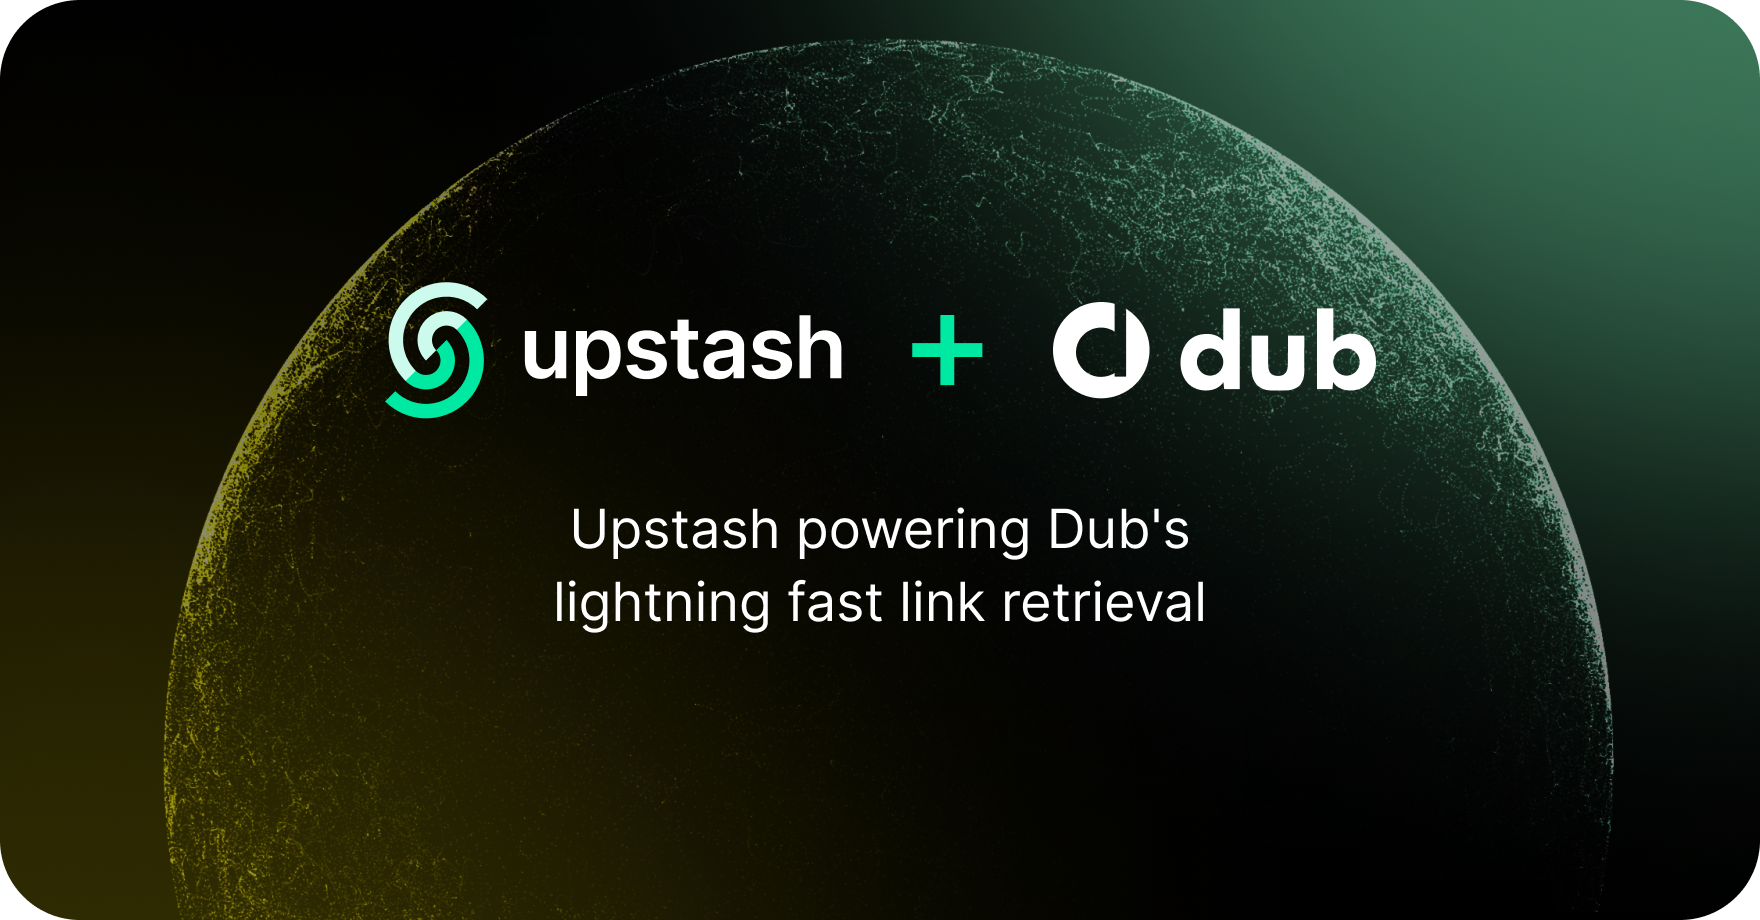 upstash + dub
Upstash powering Dub's
lightning fast link retrieval